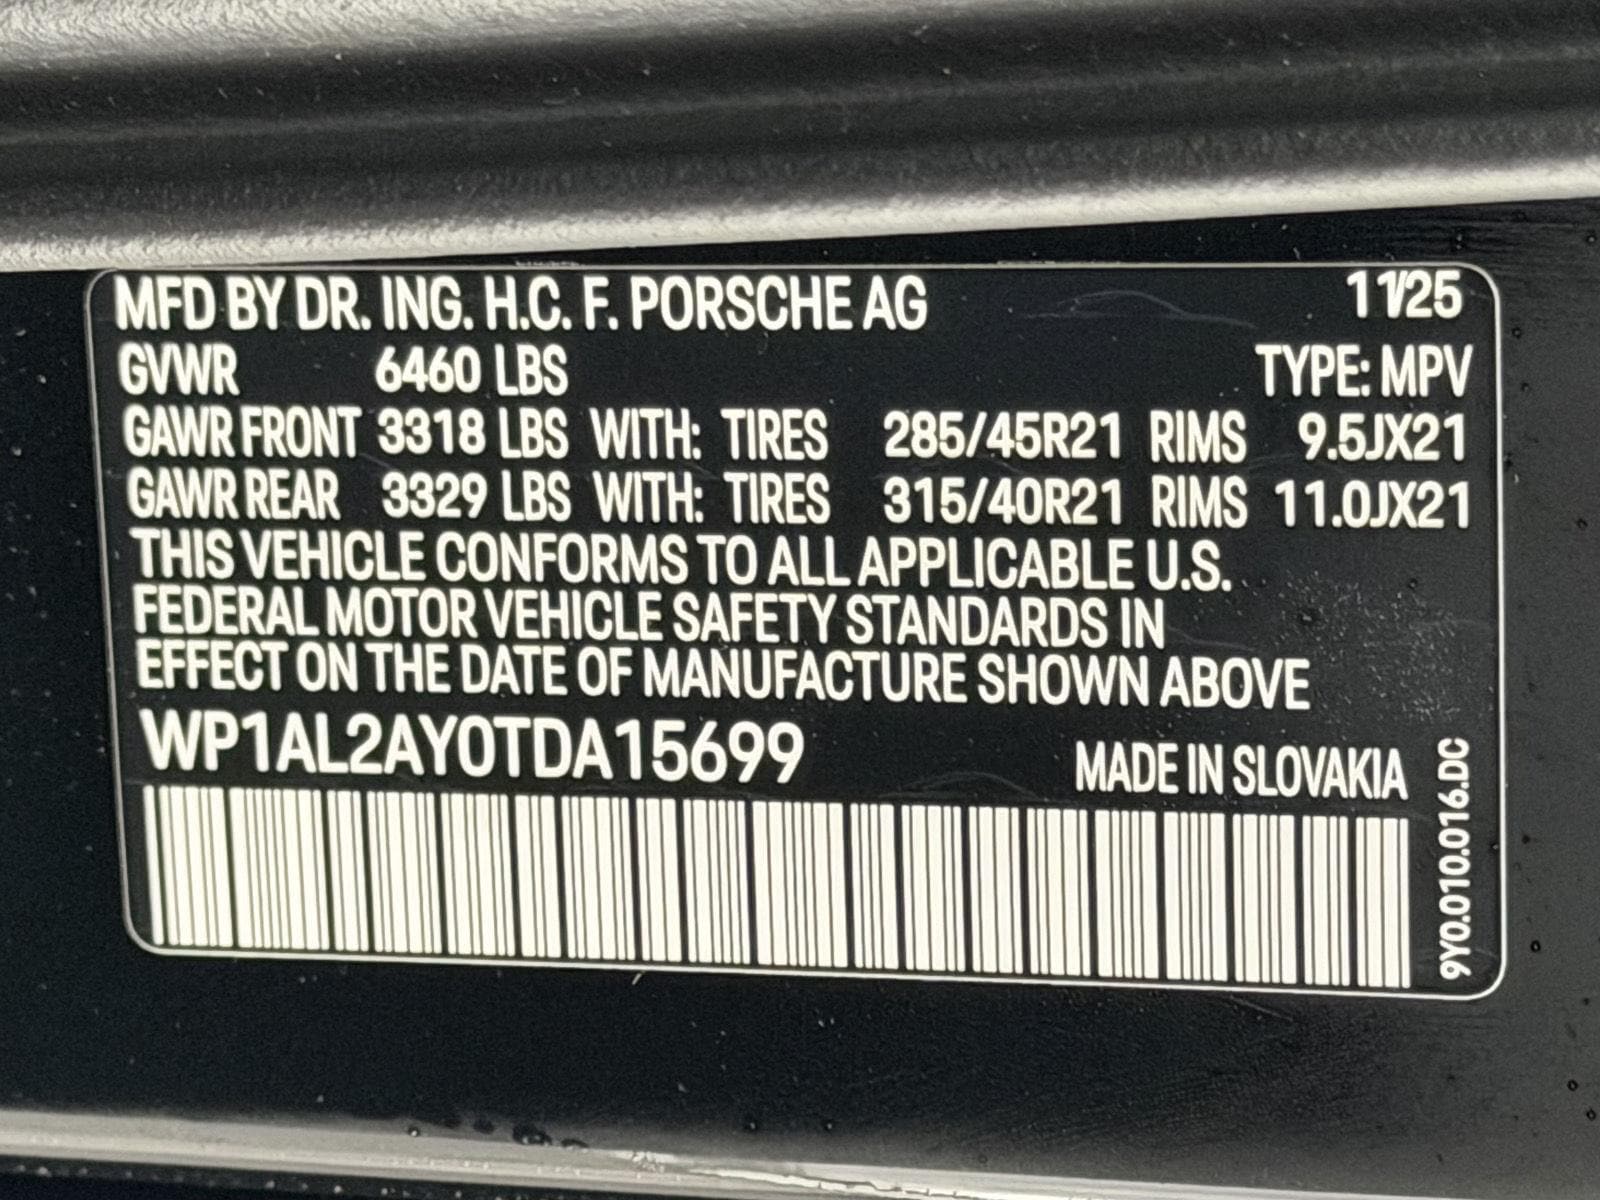 MFD BY DR. ING. H.C. F. PORSCHE AG 11/25
GVWR 6460 LBS TYPE: MPV
GAWR FRONT 3318 LBS WITH: TIRES 285/45R21 RIMS 9.5JX21
GAWR REAR 3329 LBS WITH: TIRES 315/40R21 RIMS 11.0JX21
THIS VEHICLE CONFORMS TO ALL APPLICABLE U.S.
FEDERAL MOTOR VEHICLE SAFETY STANDARDS IN
EFFECT ON THE DATE OF MANUFACTURE SHOWN ABOVE
WP1AL2AY0TDA15699 MADE IN SLOVAKIA
9Y0.010.016.DC